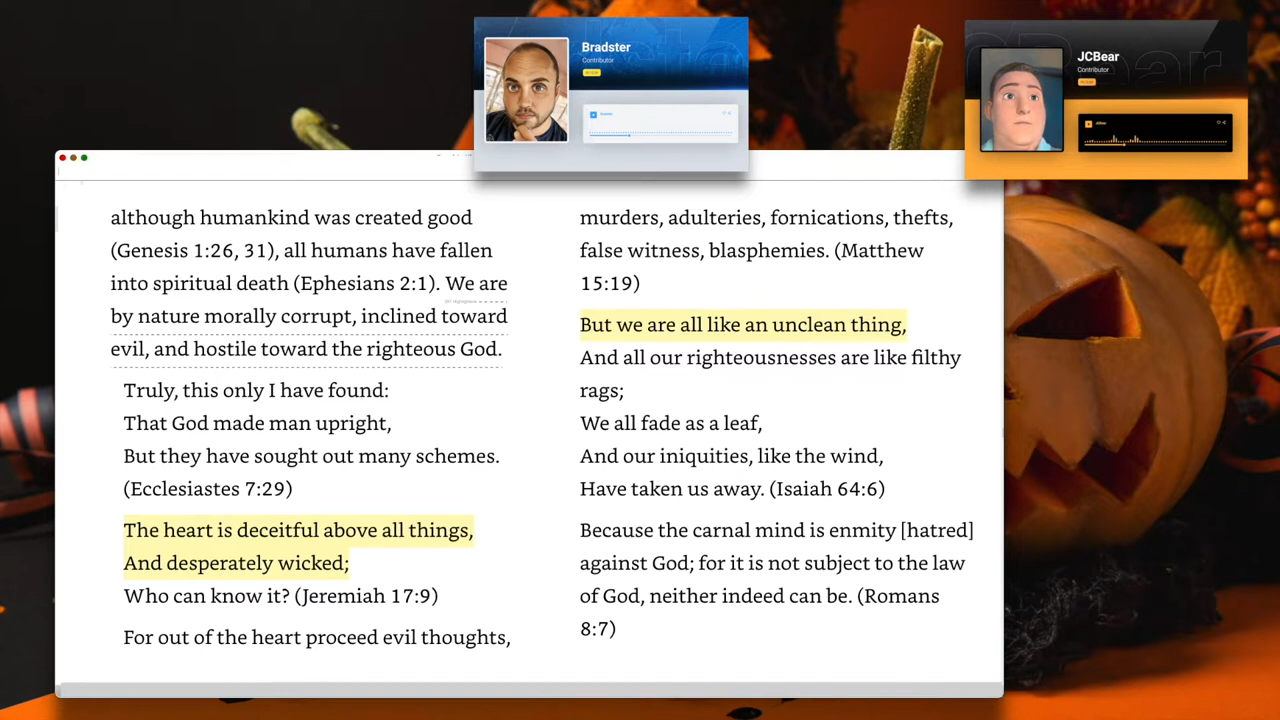 Bradster
Contributor
JCBear
Contributor
although humankind was created good
(Genesis 1:26, 31), all humans have fallen
into spiritual death (Ephesians 2:1). We are
by nature morally corrupt, inclined toward
evil, and hostile toward the righteous God.
Truly, this only I have found:
That God made man upright,
But they have sought out many schemes.
(Ecclesiastes 7:29)
The heart is deceitful above all things,
And desperately wicked;
Who can know it? (Jeremiah 17:9)
For out of the heart proceed evil thoughts,
murders, adulteries, fornications, thefts,
false witness, blasphemies. (Matthew
15:19)
But we are all like an unclean thing,
And all our righteousnesses are like filthy
rags;
We all fade as a leaf,
And our iniquities, like the wind,
Have taken us away. (Isaiah 64:6)
Because the carnal mind is enmity [hatred]
against God; for it is not subject to the law
of God, neither indeed can be. (Romans
8:7)